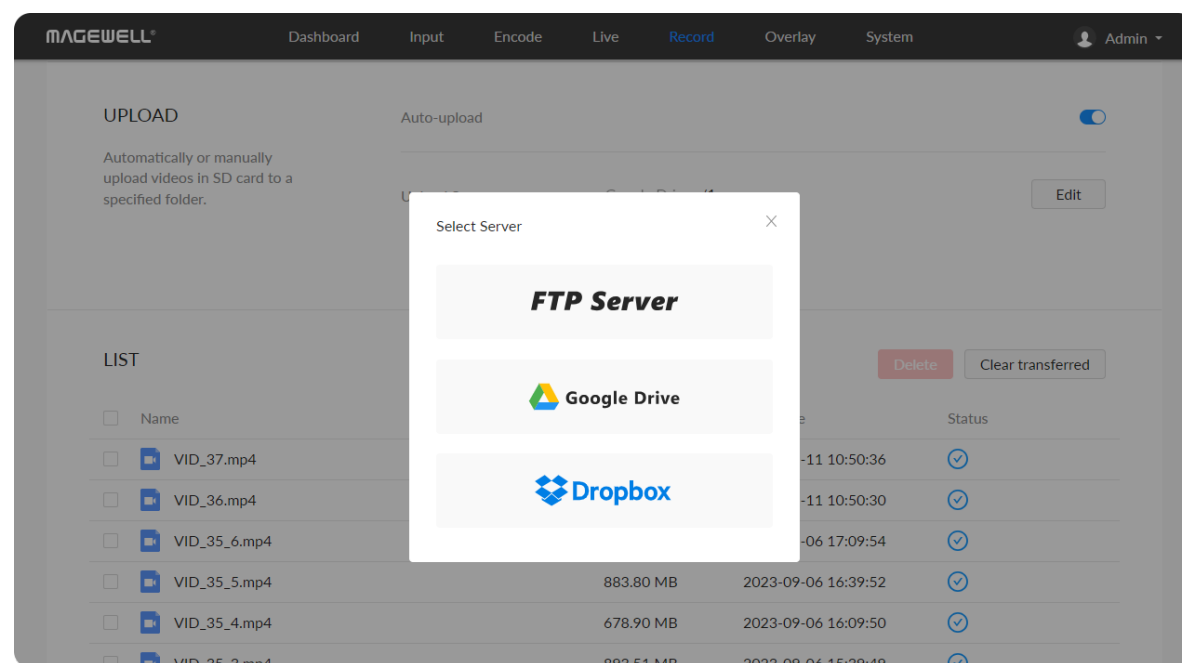 MAGEWELL® Dashboard Input Encode Live Record Overlay System Admin
UPLOAD Auto-upload
Automatically or manually
upload videos in SD card to a
specified folder.
Edit
Select Server
FTP Server
Google Drive
Dropbox
LIST Delete Clear transferred
Name Status
VID_37.mp4 -11 10:50:36
VID_36.mp4 -11 10:50:30
VID_35_6.mp4 -06 17:09:54
VID_35_5.mp4 883.80 MB 2023-09-06 16:39:52
VID_35_4.mp4 678.90 MB 2023-09-06 16:09:50